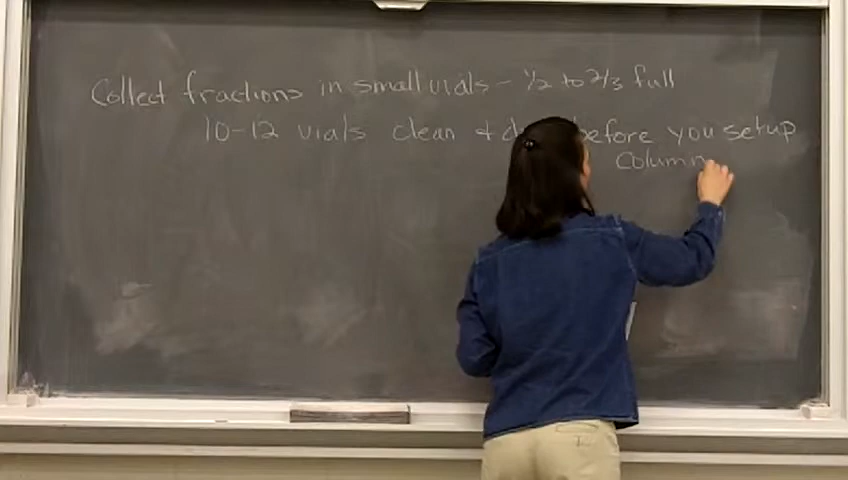 Collect fractions in small vials - 1/2 to 2/3 full
10-12 vials clean + before you setup
column